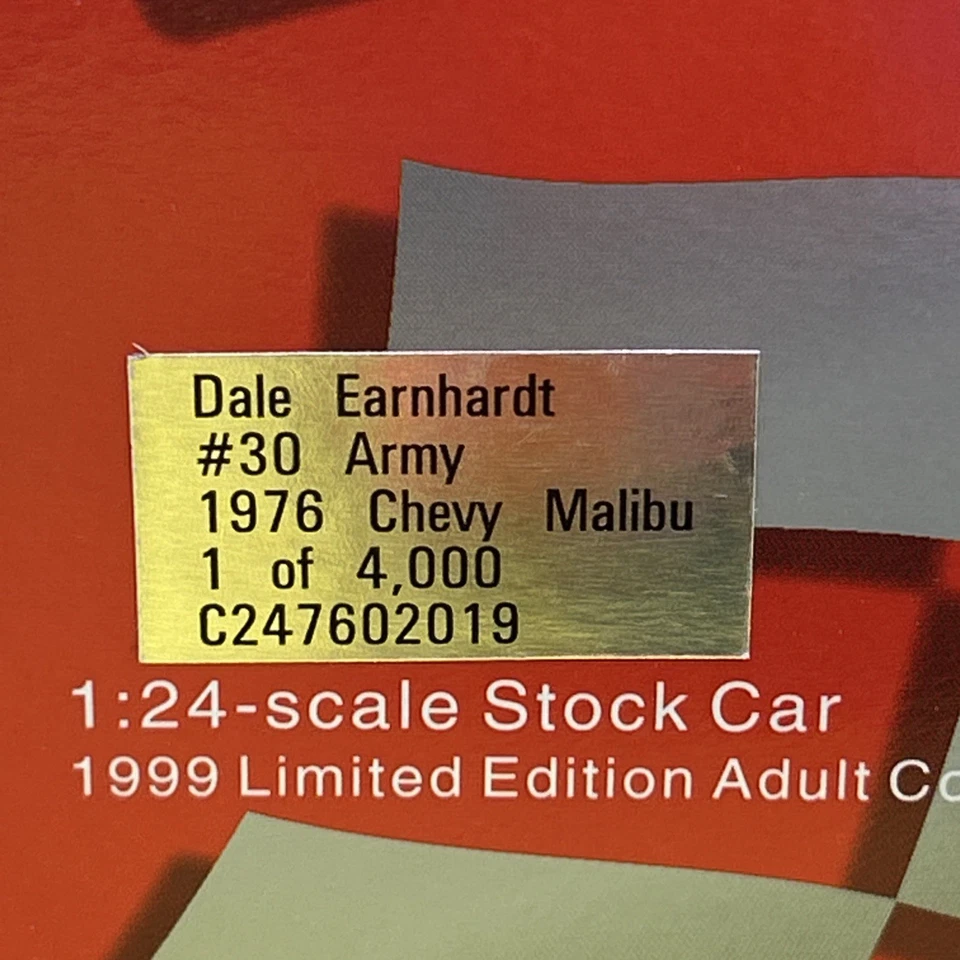 Dale Earnhardt
#30 Army
1976 Chevy Malibu
1 of 4,000
C247602019
1:24-scale Stock Car
1999 Limited Edition Adult